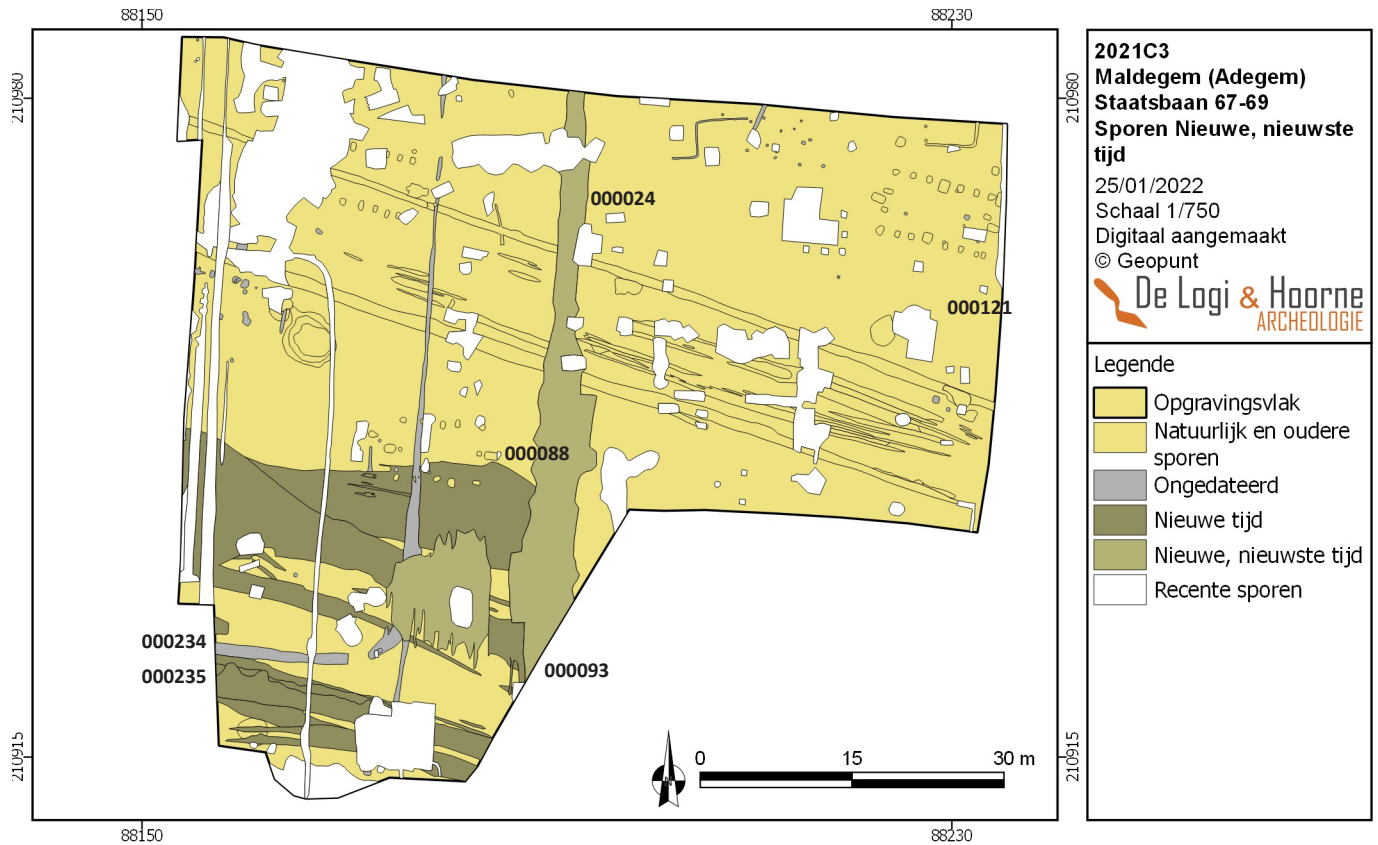 88150
88230
210980
210980
000024
000121
000088
000234
000235
000093
0
15
30 m
N
210915
210915
88150
88230
2021C3
Maldegem (Adegem)
Staatsbaan 67-69
Sporen Nieuwe, nieuwste
tijd
25/01/2022
Schaal 1/750
Digitaal aangemaakt
© Geopunt
De Logi & Hoorne
ARCHEOLOGIE
Legende
Opgravingsvlak
Natuurlijk en oudere
sporen
Ongedateerd
Nieuwe tijd
Nieuwe, nieuwste tijd
Recente sporen